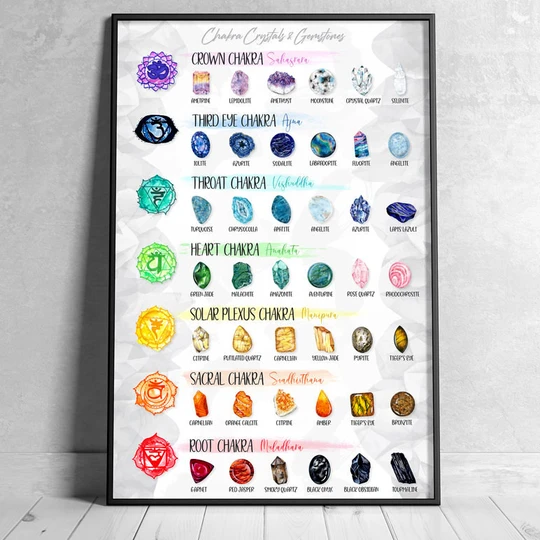 Chakra Crystals & Gemstones
CROWN CHAKRA Sahasrara
AMETRINE LEPIDOLITE AMETHYST MOONSTONE CRYSTAL QUARTZ SELENITE
THIRD EYE CHAKRA Ajna
IOLITE AZURITE SODALITE LABRADORITE FLUORITE ANGELITE
THROAT CHAKRA Vishuddha
TURQUOISE CHRYSOCOLLA APATITE ANGELITE AZURITE LAPIS LAZULI
HEART CHAKRA Anahata
GREEN JADE MALACHITE AMAZONITE AVENTURINE ROSE QUARTZ RHODOCHROSITE
SOLAR PLEXUS CHAKRA Manipura
CITRINE RUTILATED QUARTZ CARNELIAN YELLOW JADE PYRITE TIGER'S EYE
SACRAL CHAKRA Svadhisthana
CARNELIAN ORANGE CALCITE CITRINE AMBER TIGER'S EYE BRONZITE
ROOT CHAKRA Muladhara
GARNET RED JASPER SMOKY QUARTZ BLACK ONYX BLACK OBSIDIAN TOURMALINE